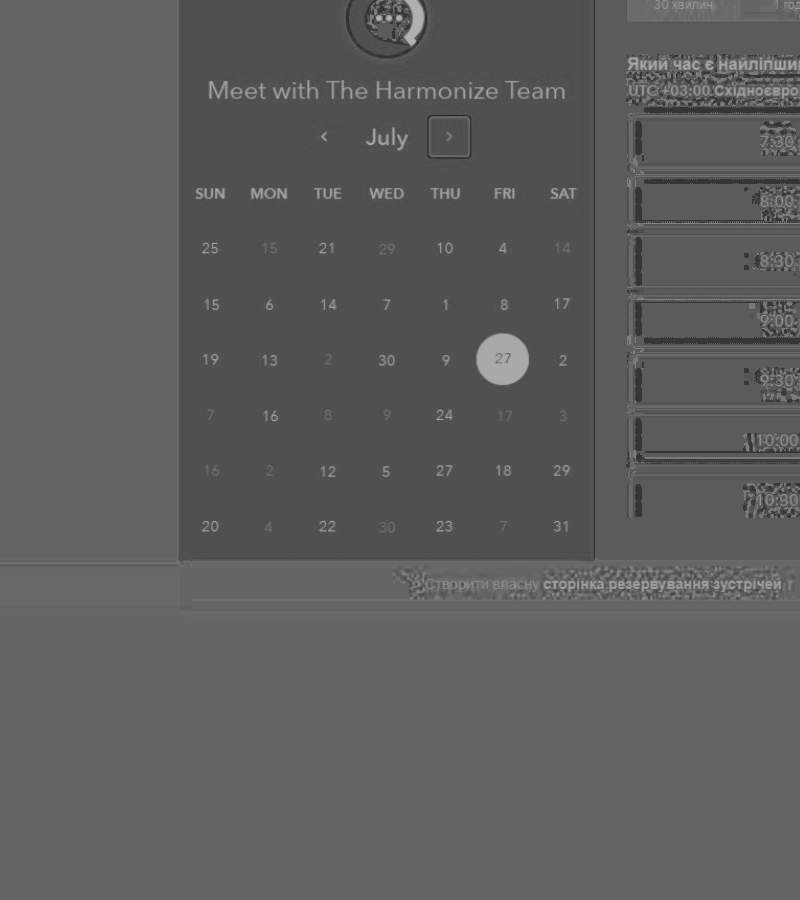 30 хвилин 1 год
Meet with The Harmonize Team
July
SUN MON TUE WED THU FRI SAT
25 15 21 29 10 4 14
15 6 14 7 1 8 17
19 13 2 30 9 27 2
7 16 8 9 24 17 3
16 2 12 5 27 18 29
20 4 22 30 23 7 31
Який час є найліпши
UTC +03:00 Східноєвро
7:30
8:00
8:30
9:00
9:30
10:00
10:30
Створити власну сторінка резервування зустрічей